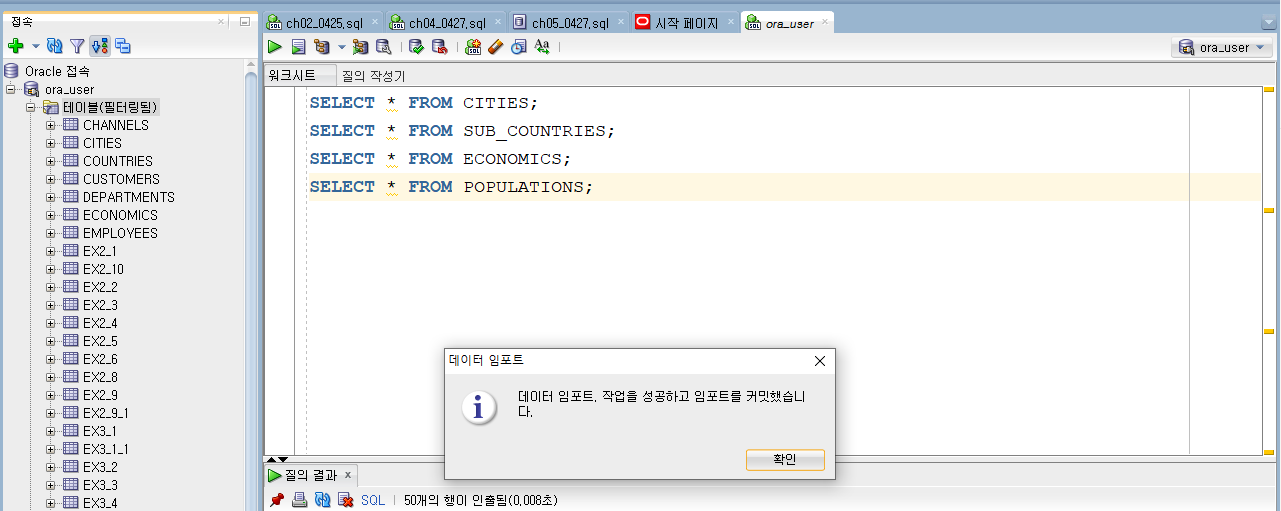 접속
ch02_0425.sql
ch04_0427.sql
ch05_0427.sql
시작 페이지
ora_user
ora_user
Oracle 접속
ora_user
테이블(필터링됨)
CHANNELS
CITIES
COUNTRIES
CUSTOMERS
DEPARTMENTS
ECONOMICS
EMPLOYEES
EX2_1
EX2_10
EX2_2
EX2_3
EX2_4
EX2_5
EX2_6
EX2_8
EX2_9
EX2_9_1
EX3_1
EX3_1_1
EX3_2
EX3_3
EX3_4
워크시트 질의 작성기
SELECT * FROM CITIES;
SELECT * FROM SUB_COUNTRIES;
SELECT * FROM ECONOMICS;
SELECT * FROM POPULATIONS;
데이터 임포트
데이터 임포트. 작업을 성공하고 임포트를 커밋했습니
다.
확인
질의 결과
SQL | 50개의 행이 인출됨(0,008초)